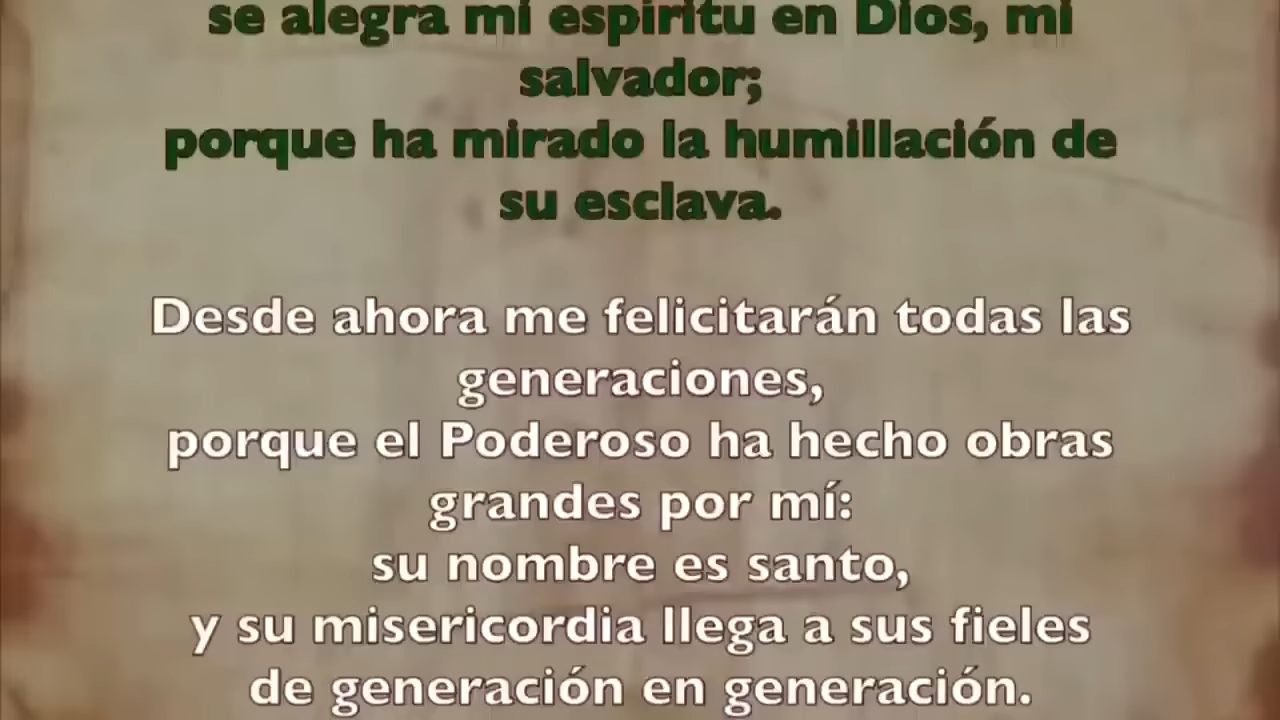 se alegra mi espíritu en Dios, mi
salvador;
porque ha mirado la humillación de
su esclava.
Desde ahora me felicitarán todas las
generaciones,
porque el Poderoso ha hecho obras
grandes por mí:
su nombre es santo,
y su misericordia llega a sus fieles
de generación en generación.